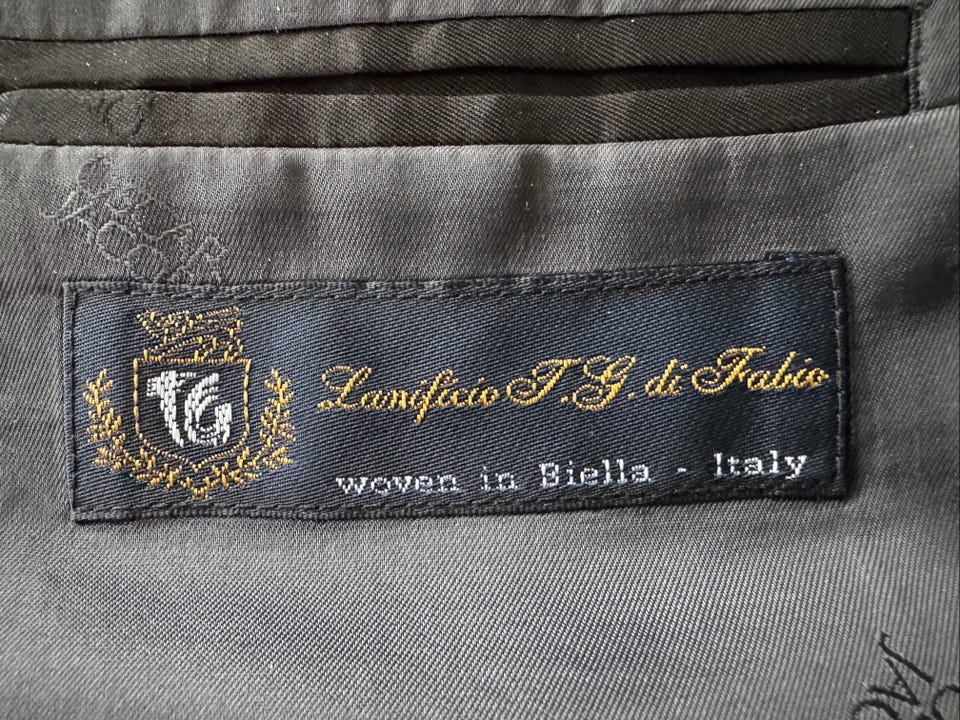 TG
Lanificio T.G. di Fabio
woven in Biella - Italy